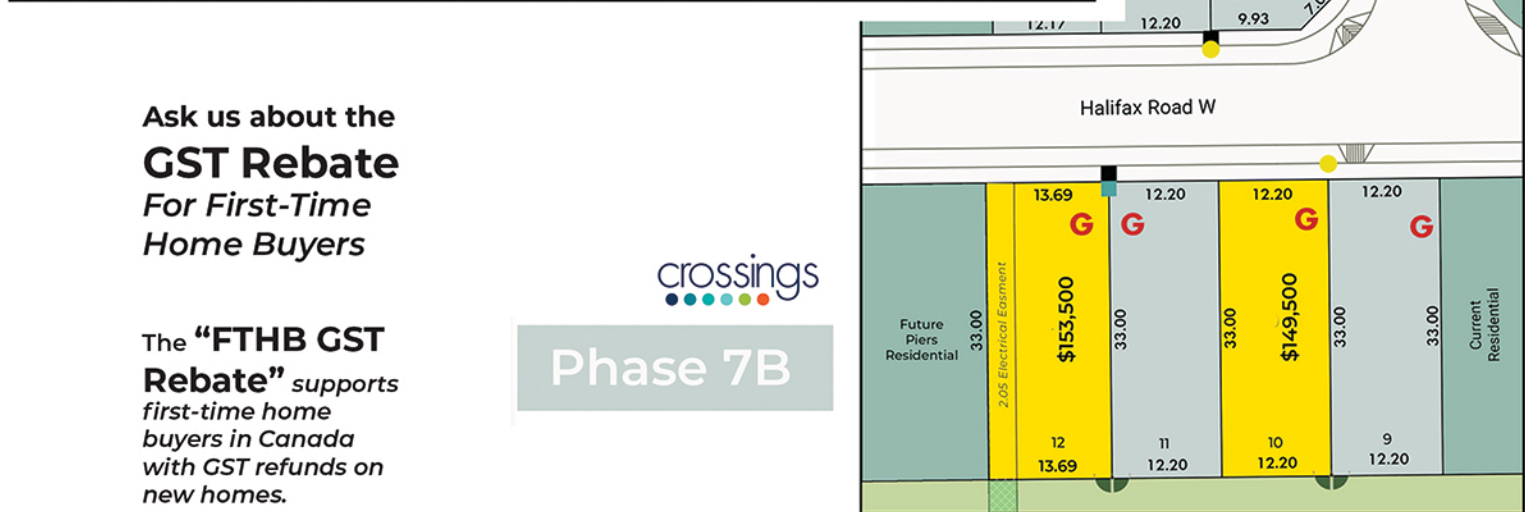 Ask us about the
GST Rebate
For First-Time
Home Buyers
The “FTHB GST
Rebate” supports
first-time home
buyers in Canada
with GST refunds on
new homes.
crossings
Phase 7B
12.17
12.20
9.93
Halifax Road W
13.69
12.20
12.20
12.20
G
G
G
G
Future
Piers
Residential
33.00
2.05 Electrical Easment
$153,500
33.00
33.00
$149,500
33.00
33.00
Current
Residential
12
11
10
9
13.69
12.20
12.20
12.20